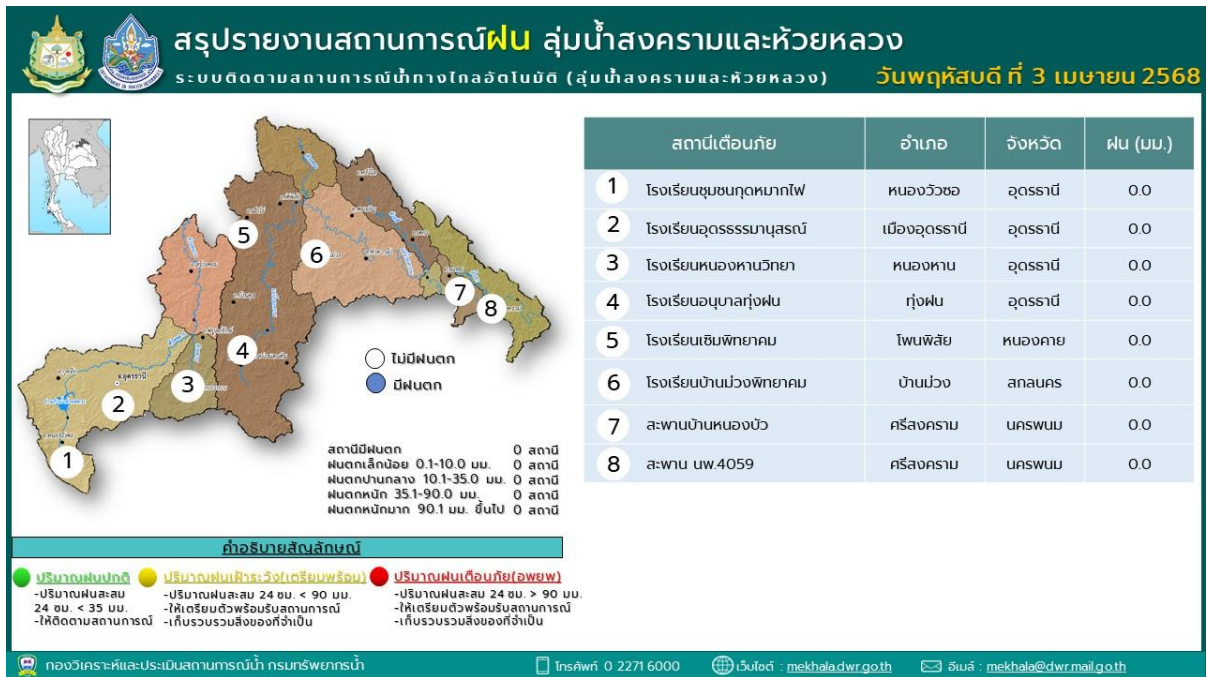 สรุปรายงานสถานการณ์ฝน ลุ่มน้ำสงครามและห้วยหลวง
ระบบติดตามสถานการณ์น้ำทางไกลอัตโนมัติ (ลุ่มน้ำสงครามและห้วยหลวง)
วันพฤหัสบดี ที่ 3 เมษายน 2568
5
6
7
8
4
3
2
1
อ.อุดรธานี
ไม่มีฝนตก
มีฝนตก
สถานีมีฝนตก 0 สถานี
ฝนตกเล็กน้อย 0.1-10.0 มม. 0 สถานี
ฝนตกปานกลาง 10.1-35.0 มม. 0 สถานี
ฝนตกหนัก 35.1-90.0 มม. 0 สถานี
ฝนตกหนักมาก 90.1 มม. ขึ้นไป 0 สถานี
สถานีเตือนภัย อำเภอ จังหวัด ฝน (มม.)
1 โรงเรียนชุมชนกุดหมากไฟ หนองวัวซอ อุดรธานี 0.0
2 โรงเรียนอุดรธรรมานุสรณ์ เมืองอุดรธานี อุดรธานี 0.0
3 โรงเรียนหนองหานวิทยา หนองหาน อุดรธานี 0.0
4 โรงเรียนอนุบาลทุ่งฝน ทุ่งฝน อุดรธานี 0.0
5 โรงเรียนเซิมพิทยาคม โพนพิสัย หนองคาย 0.0
6 โรงเรียนบ้านม่วงพิทยาคม บ้านม่วง สกลนคร 0.0
7 สะพานบ้านหนองบัว ศรีสงคราม นครพนม 0.0
8 สะพาน นพ.4059 ศรีสงคราม นครพนม 0.0
คำอธิบายสัญลักษณ์
ปริมาณฝนปกติ
-ปริมาณฝนสะสม
24 ชม. < 35 มม.
-ให้ติดตามสถานการณ์
ปริมาณฝนเฝ้าระวัง(เตรียมพร้อม)
-ปริมาณฝนสะสม 24 ชม. < 90 มม.
-ให้เตรียมตัวพร้อมรับสถานการณ์
-เก็บรวบรวมสิ่งของที่จำเป็น
ปริมาณฝนเตือนภัย(อพยพ)
-ปริมาณฝนสะสม 24 ชม. > 90 มม.
-ให้เตรียมตัวพร้อมรับสถานการณ์
-เก็บรวบรวมสิ่งของที่จำเป็น
กองวิเคราะห์และประเมินสถานการณ์น้ำ กรมทรัพยากรน้ำ โทรศัพท์ 0 2271 6000 เว็บไซต์ : mekhala.dwr.go.th อีเมล์ : mekhala@dwr.mail.go.th